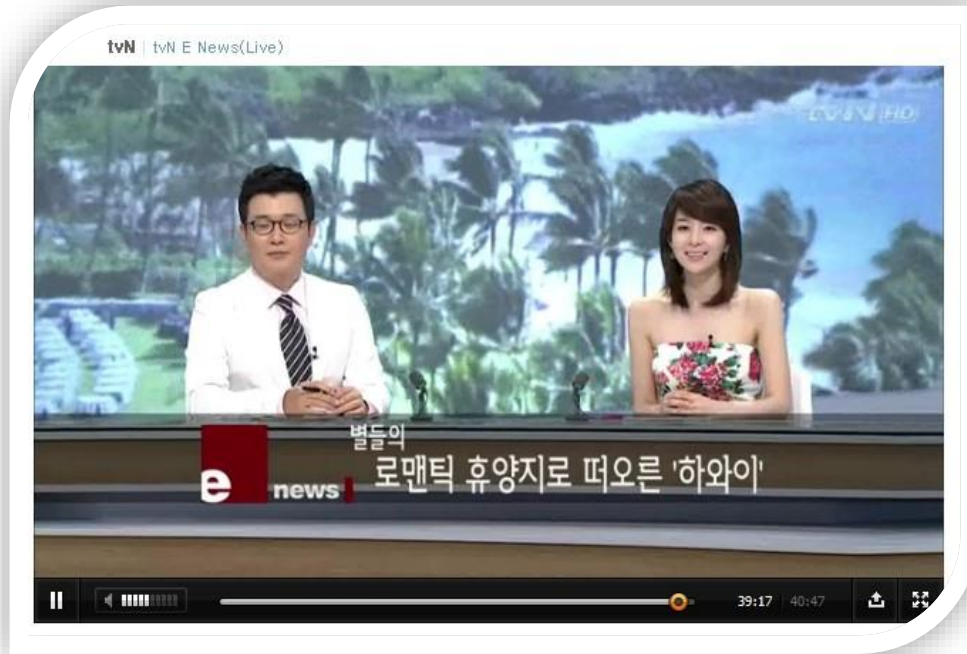 tvN | tvN E News(Live)
tvN HD
별들의
로맨틱 휴양지로 떠오른 '하와이'
e news
39:17 40:47